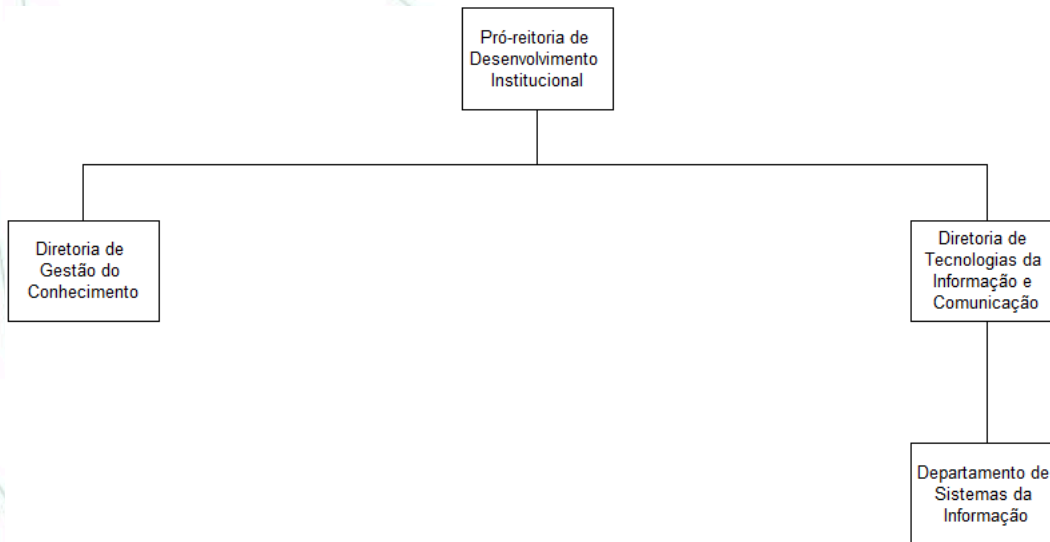 Pró-reitoria de
Desenvolvimento
Institucional
Diretoria de
Gestão do
Conhecimento
Diretoria de
Tecnologias da
Informação e
Comunicação
Departamento de
Sistemas da
Informação